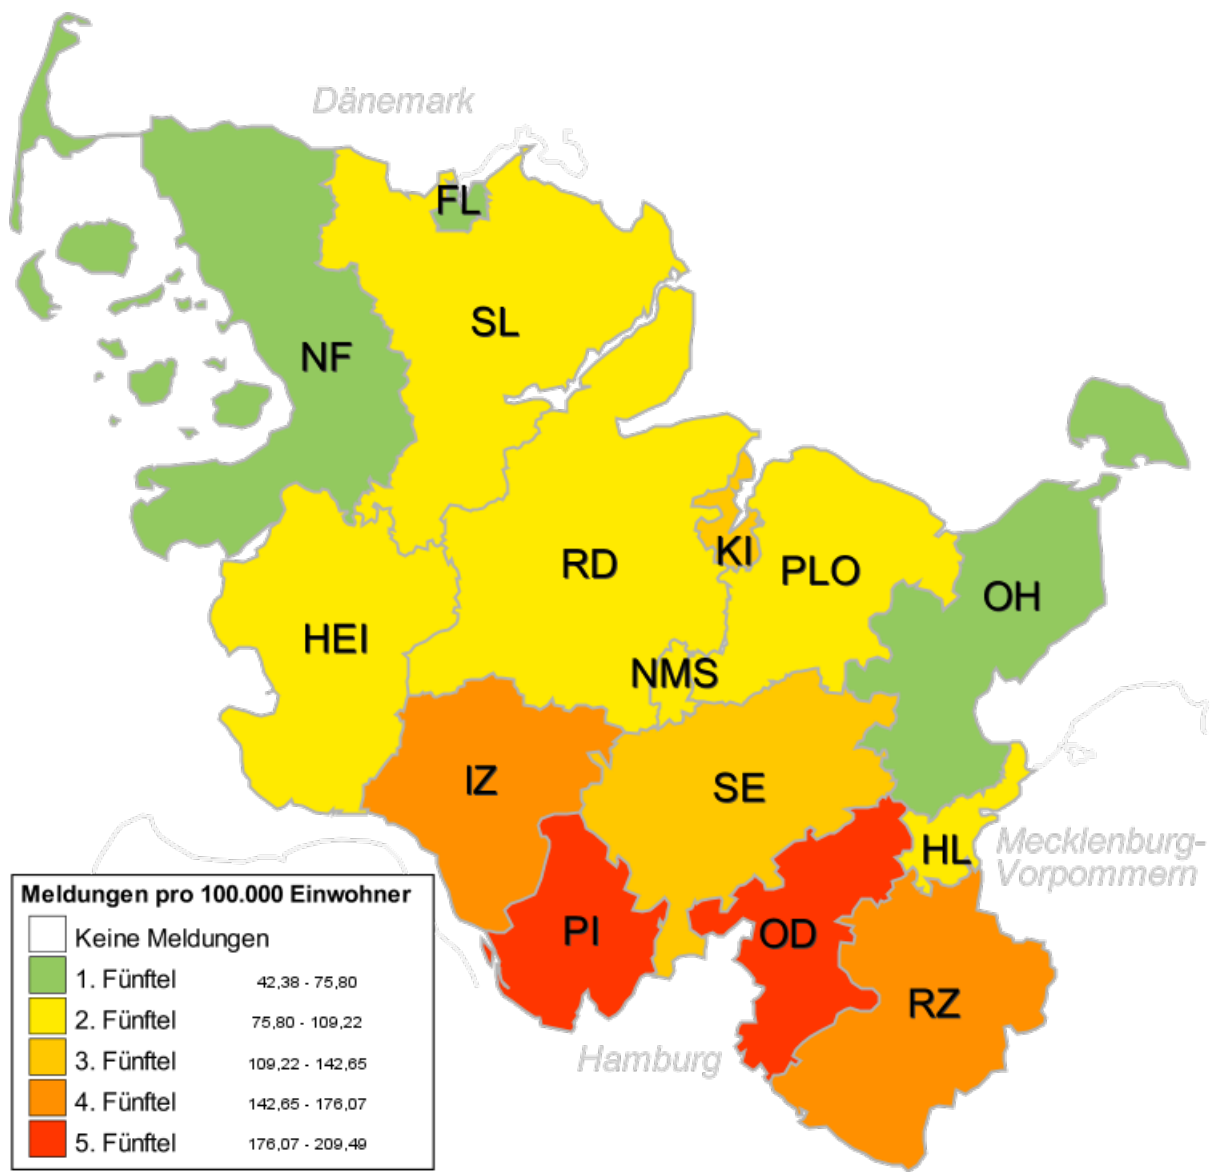 Dänemark
FL
SL
NF
KI
RD
PLO
OH
HEI
NMS
IZ
SE
HL
Mecklenburg-
Vorpommern
PI
OD
RZ
Hamburg
Meldungen pro 100.000 Einwohner
Keine Meldungen
1. Fünftel 42,38 - 75,80
2. Fünftel 75,80 - 109,22
3. Fünftel 109,22 - 142,65
4. Fünftel 142,65 - 176,07
5. Fünftel 176,07 - 209,49